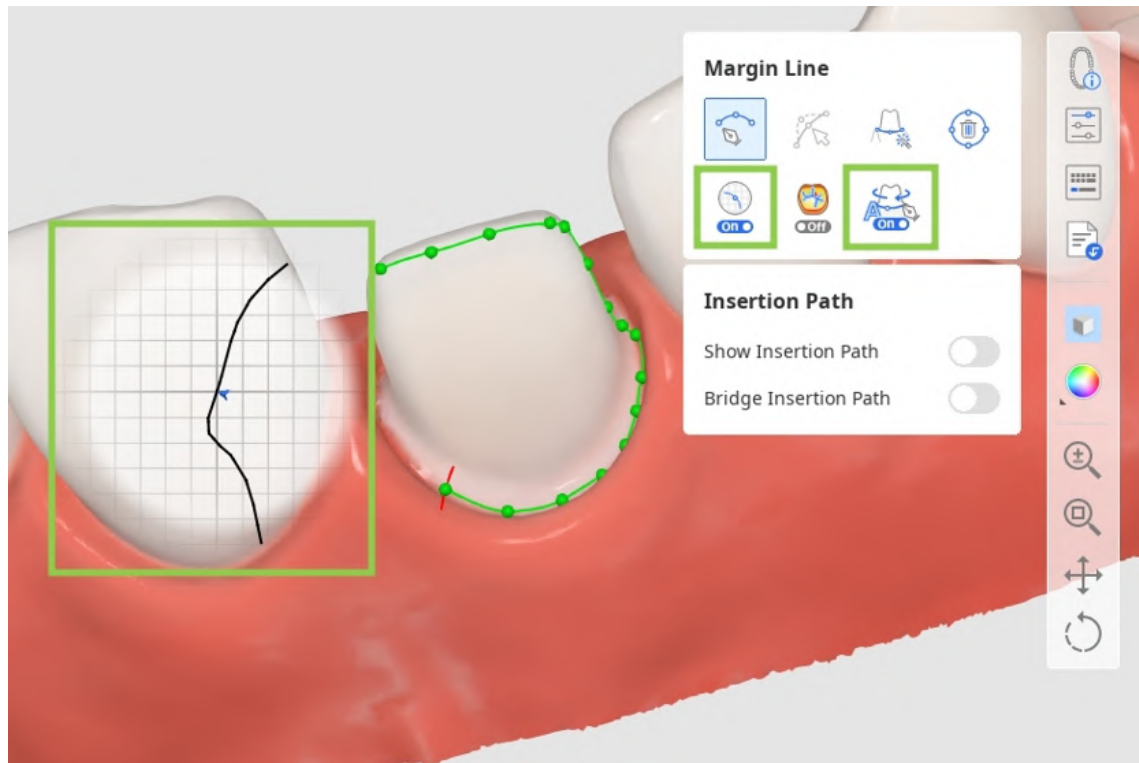 Margin Line
On
Off
A
On
Insertion Path
Show Insertion Path
Bridge Insertion Path